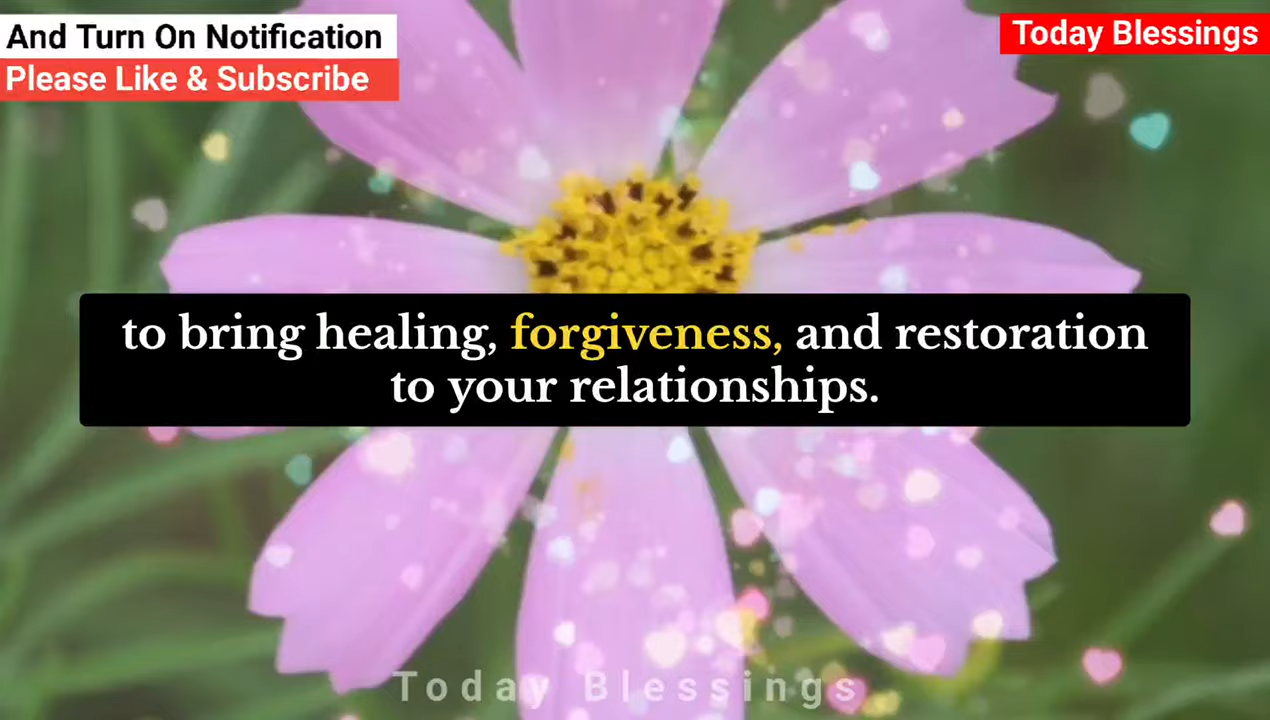 And Turn On Notification
Please Like & Subscribe
Today Blessings
to bring healing, forgiveness, and restoration
to your relationships.
Today Blessings